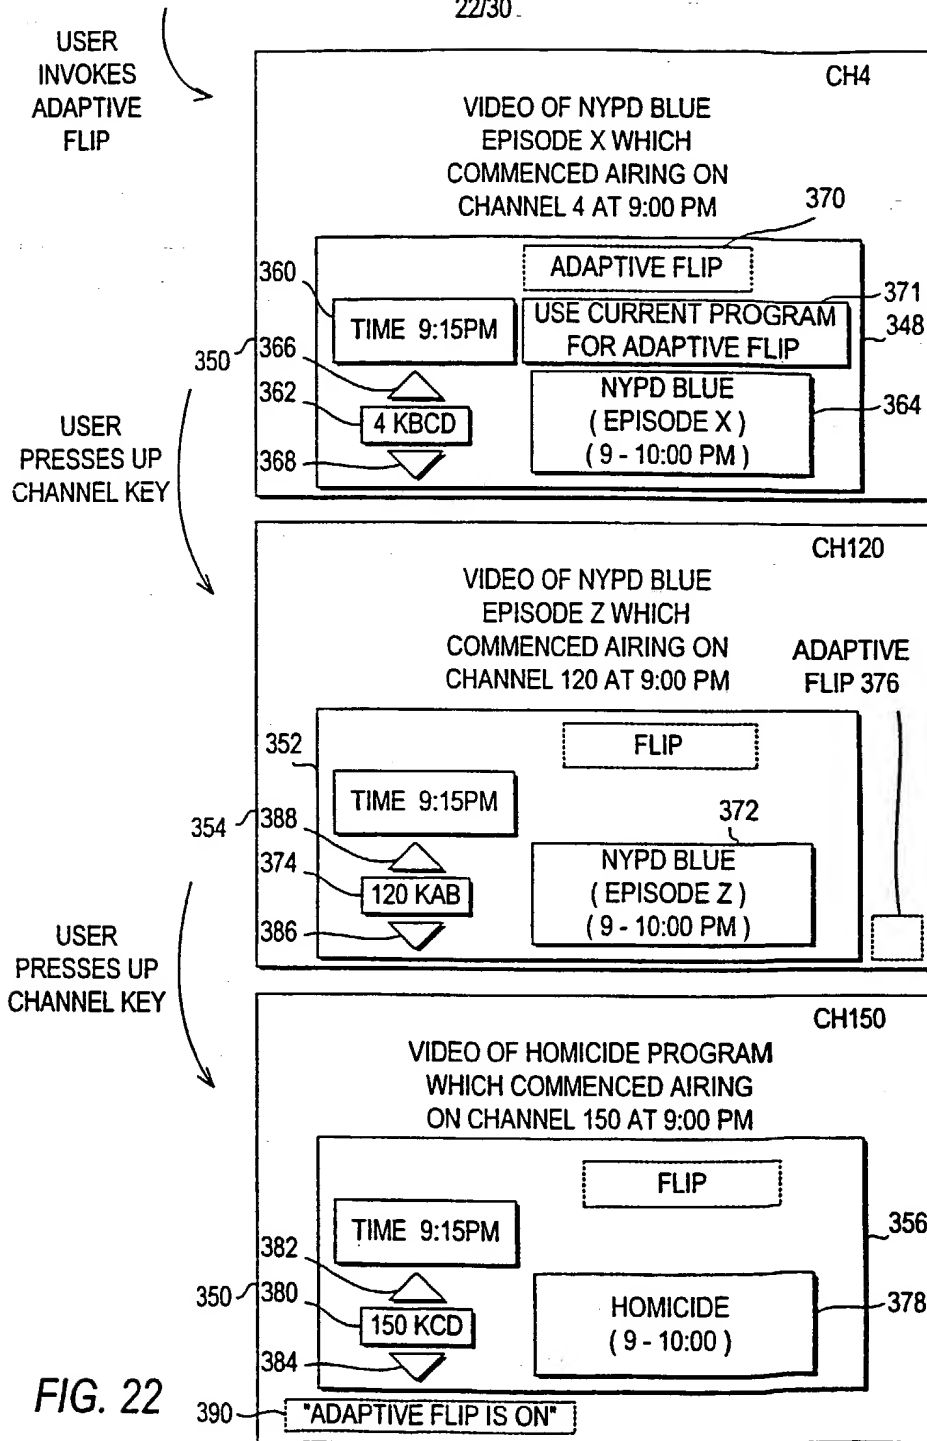 22/30
USER
INVOKES
ADAPTIVE
FLIP
CH4
VIDEO OF NYPD BLUE
EPISODE X WHICH
COMMENCED AIRING ON
CHANNEL 4 AT 9:00 PM
370
360
ADAPTIVE FLIP
371
TIME 9:15PM
USE CURRENT PROGRAM
FOR ADAPTIVE FLIP
348
350
366
362
4 KBCD
NYPD BLUE
( EPISODE X )
( 9 - 10:00 PM )
364
368
USER
PRESSES UP
CHANNEL KEY
CH120
VIDEO OF NYPD BLUE
EPISODE Z WHICH
COMMENCED AIRING ON
CHANNEL 120 AT 9:00 PM
ADAPTIVE
FLIP 376
352
FLIP
TIME 9:15PM
354
388
372
374
120 KAB
NYPD BLUE
( EPISODE Z )
( 9 - 10:00 PM )
386
USER
PRESSES UP
CHANNEL KEY
CH150
VIDEO OF HOMICIDE PROGRAM
WHICH COMMENCED AIRING
ON CHANNEL 150 AT 9:00 PM
FLIP
TIME 9:15PM
356
382
350
380
150 KCD
HOMICIDE
( 9 - 10:00 )
378
384
FIG. 22
390
"ADAPTIVE FLIP IS ON"